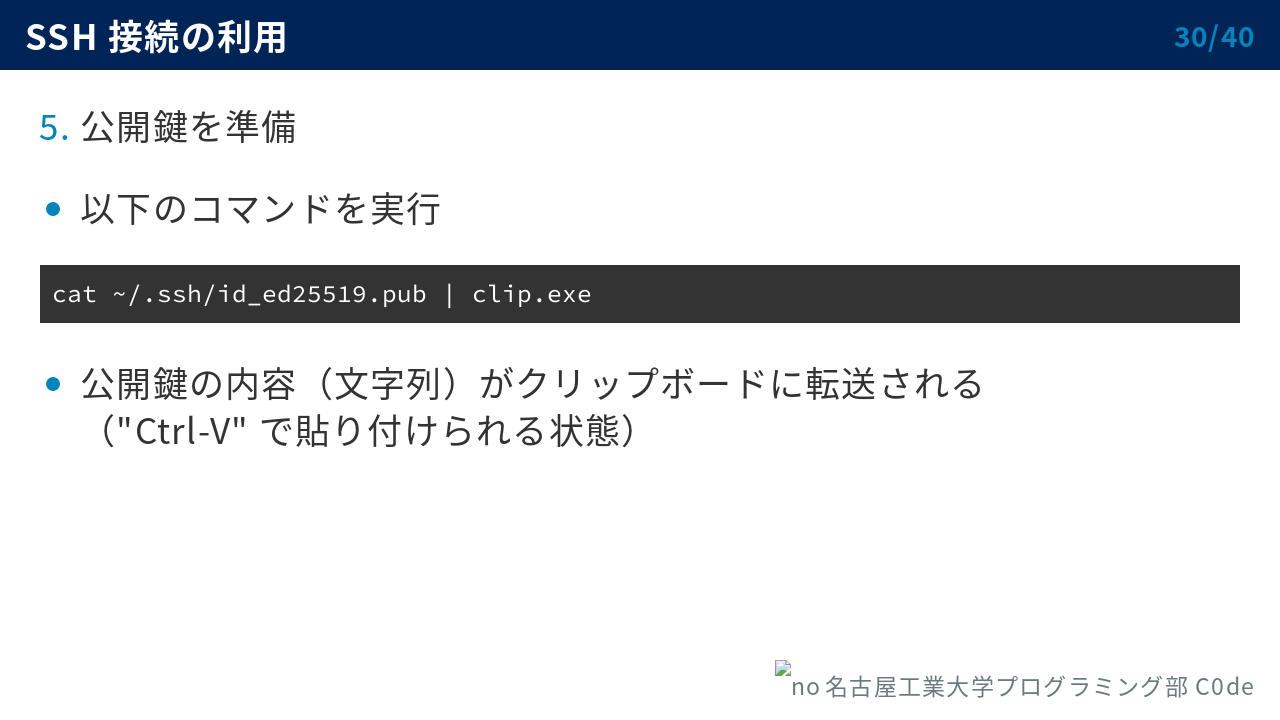 SSH 接続の利用
30/40
5. 公開鍵を準備
以下のコマンドを実行
cat ~/.ssh/id_ed25519.pub | clip.exe
公開鍵の内容（文字列）がクリップボードに転送される
（"Ctrl-V" で貼り付けられる状態）
no 名古屋工業大学プログラミング部 C0de